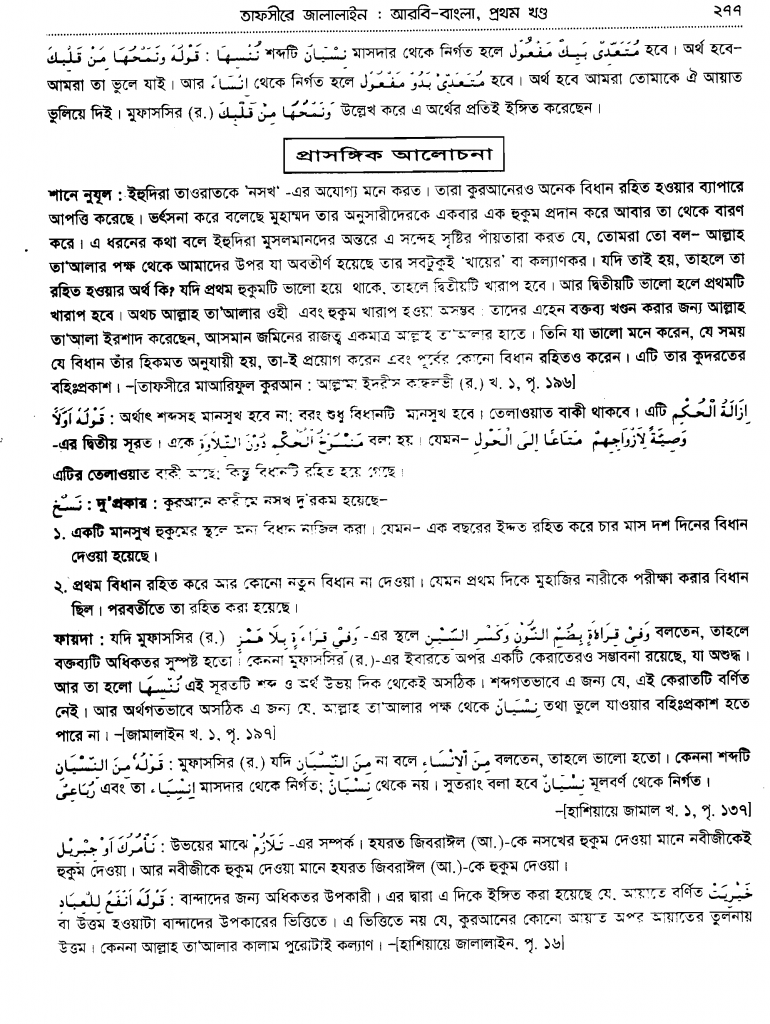 তাফসীরে জালালাইন : আরবি-বাংলা, প্রথম খণ্ড ২৭৭
قَوْلُهُ وَنَمْحُهَا مِنْ قَلْبِكَ : نُنْسِهَا শব্দটি نِسْيَانٌ মাসদার থেকে নির্গত হলে مُتَعَدِّىْ بِيَكْ مَفْعُوْل হবে। অর্থ হবে–
আমরা তা ভুলে যাই। আর اِنْسَاءٌ থেকে নির্গত হলে مُتَعَدِّىْ بَدُوْ مَفْعُوْل হবে। অর্থ হবে আমরা তোমাকে ঐ আয়াত
ভুলিয়ে দিই। মুফাসসির (র.) وَنَمْحُهَا مِنْ قَلْبِكَ উল্লেখ করে এ অর্থের প্রতিই ইঙ্গিত করেছেন।
প্রাসঙ্গিক আলোচনা
শানে নুযূল : ইহুদিরা তাওরাতকে 'নসখ' -এর অযোগ্য মনে করত। তারা কুরআনেরও অনেক বিধান রহিত হওয়ার ব্যাপারে
আপত্তি করেছে। ভর্ৎসনা করে বলেছে মুহাম্মদ তার অনুসারীদেরকে একবার এক হুকুম প্রদান করে আবার তা থেকে বারণ
করে। এ ধরনের কথা বলে ইহুদিরা মুসলমানদের অন্তরে এ সন্দেহ সৃষ্টির পাঁয়তারা করত যে, তোমরা তো বল– আল্লাহ
তা'আলার পক্ষ থেকে আমাদের উপর যা অবতীর্ণ হয়েছে তার সবটুকুই 'খায়ের' বা কল্যাণকর। যদি তাই হয়, তাহলে তা
রহিত হওয়ার অর্থ কি? যদি প্রথম হুকুমটি ভালো হয়ে থাকে, তাহলে দ্বিতীয়টি খারাপ হবে। আর দ্বিতীয়টি ভালো হলে প্রথমটি
খারাপ হবে। অথচ আল্লাহ তা'আলার ওহী এবং হুকুম খারাপ হওয়া অসম্ভব। তাদের এহেন বক্তব্য খণ্ডন করার জন্য আল্লাহ
তা'আলা ইরশাদ করেছেন, আসমান জমিনের রাজত্ব একমাত্র আল্লাহ তা'আলার হাতে। তিনি যা ভালো মনে করেন, যে সময়
যে বিধান তাঁর হিকমত অনুযায়ী হয়, তা-ই প্রয়োগ করেন এবং পূর্বের কোনো বিধান রহিতও করেন। এটি তার কুদরতের
বহিঃপ্রকাশ। –[তাফসীরে মাআরিফুল কুরআন : আল্লামা ইদরীস কান্ধলভী (র.) খ. ১, পৃ. ১৯৬]
قَوْلُهُ اَوَّلًا : অর্থাৎ শব্দসহ মানসুখ হবে না; বরং শুধু বিধানটি মানসুখ হবে। তেলাওয়াত বাকী থাকবে। এটি اِزَالَةُ الْحُكْمِ
-এর দ্বিতীয় সুরত। একে مَنْسُوْخُ الْحُكْمِ دُوْنَ التِّلَاوَةِ বলা হয়। যেমন– وَصِيَّةً لِاَزْوَاجِهِمْ مَتَاعًا اِلَى الْحَوْلِ
এটির তেলাওয়াত বাকী আছে; কিন্তু বিধানটি রহিত হয়ে গেছে।
نَسْخٌ : দু'প্রকার : কুরআনে কারীমে নসখ দু'রকম হয়েছে–
১. একটি মানসুখ হুকুমের স্থলে অন্য বিধান নাজিল করা। যেমন– এক বছরের ইদ্দত রহিত করে চার মাস দশ দিনের বিধান
দেওয়া হয়েছে।
২. প্রথম বিধান রহিত করে আর কোনো নতুন বিধান না দেওয়া। যেমন প্রথম দিকে মুহাজির নারীকে পরীক্ষা করার বিধান
ছিল। পরবর্তীতে তা রহিত করা হয়েছে।
ফায়দা : যদি মুফাসসির (র.) وَفِىْ قِرَاءَةٍ بِلَا هَمْزٍ -এর স্থলে وَفِىْ قِرَاءَةٍ بِضَمِّ النُّوْنِ وَكَسْرِ السِّيْنِ বলতেন, তাহলে
বক্তব্যটি অধিকতর সুস্পষ্ট হতো। কেননা মুফাসসির (র.)-এর ইবারতে অপর একটি কেরাতেরও সম্ভাবনা রয়েছে, যা অশুদ্ধ।
আর তা হলো نَنْسِهَا এই সূরতটি শব্দ ও অর্থ উভয় দিক থেকেই অসঠিক। শব্দগতভাবে এ জন্য যে, এই কেরাতটি বর্ণিত
নেই। আর অর্থগতভাবে অসঠিক এ জন্য যে, আল্লাহ তা'আলার পক্ষ থেকে نِسْيَانٌ তথা ভুলে যাওয়ার বহিঃপ্রকাশ হতে
পারে না। –[জামালাইন খ. ১, পৃ. ১৯৭]
قَوْلُهُ مِنَ النِّسْيَانِ : মুফাসসির (র.) যদি مِنَ النِّسْيَانِ না বলে مِنَ الْاِنْسَاءِ বলতেন, তাহলে ভালো হতো। কেননা শব্দটি
رُبَاعِىْ এবং তা اِنْسَاءٌ মাসদার থেকে নির্গত; نِسْيَانٌ থেকে নয়। সুতরাং বলা হবে نِسْيَانٌ মূলবর্ণ থেকে নির্গত।
–[হাশিয়ায়ে জামাল খ. ১, পৃ. ১৩৭]
نَأْمُرُكَ اَوْ جِبْرِيْلَ : উভয়ের মাঝে تَلَازُمْ -এর সম্পর্ক। হযরত জিবরাঈল (আ.)-কে নসখের হুকুম দেওয়া মানে নবীজীকেই
হুকুম দেওয়া। আর নবীজীকে হুকুম দেওয়া মানে হযরত জিবরাঈল (আ.)-কে হুকুম দেওয়া।
قَوْلُهُ اَنْفَعُ لِلْعِبَادِ : বান্দাদের জন্য অধিকতর উপকারী। এর দ্বারা এ দিকে ইঙ্গিত করা হয়েছে যে, আয়াতে বর্ণিত خَيْرِيَتْ
বা উত্তম হওয়াটা বান্দাদের উপকারের ভিত্তিতে। এ ভিত্তিতে নয় যে, কুরআনের কোনো আয়াত অপর আয়াতের তুলনায়
উত্তম। কেননা আল্লাহ তা'আলার কালাম পুরোটাই কল্যাণ। –[হাশিয়ায়ে জালালাইন, পৃ. ১৬]